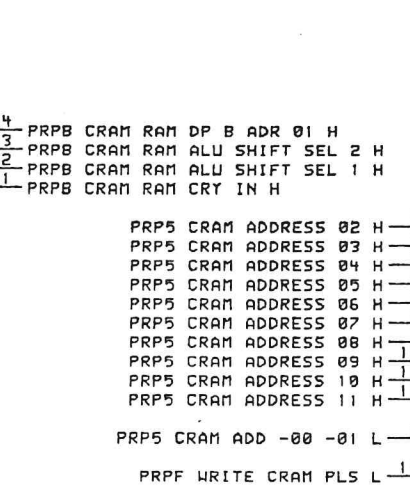 4 PRPB CRAM RAM DP B ADR 01 H
3 PRPB CRAM RAM ALU SHIFT SEL 2 H
2 PRPB CRAM RAM ALU SHIFT SEL 1 H
1 PRPB CRAM RAM CRY IN H
PRP5 CRAM ADDRESS 02 H
PRP5 CRAM ADDRESS 03 H
PRP5 CRAM ADDRESS 04 H
PRP5 CRAM ADDRESS 05 H
PRP5 CRAM ADDRESS 06 H
PRP5 CRAM ADDRESS 07 H
PRP5 CRAM ADDRESS 08 H
PRP5 CRAM ADDRESS 09 H 1
PRP5 CRAM ADDRESS 10 H 1
PRP5 CRAM ADDRESS 11 H 1
PRP5 CRAM ADD -00 -01 L
PRPF WRITE CRAM PLS L 1